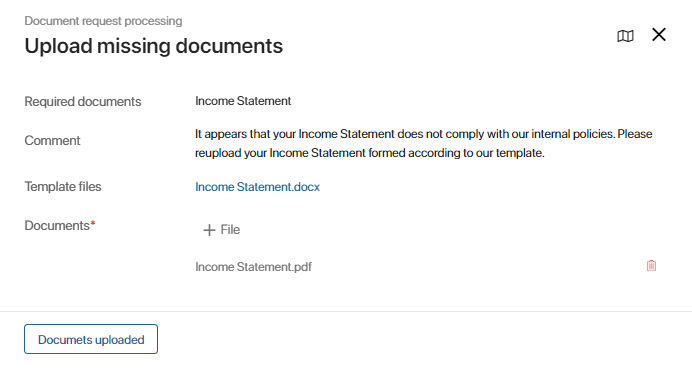 Document request processing
Upload missing documents
Required documents Income Statement
Comment It appears that your Income Statement does not comply with our internal policies. Please
reupload your Income Statement formed according to our template.
Template files Income Statement.docx
Documents* + File
Income Statement.pdf
Documets uploaded